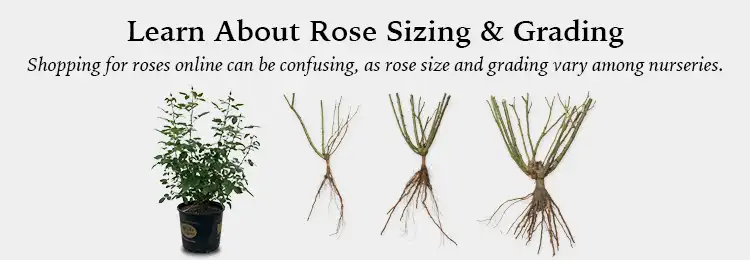 Learn About Rose Sizing & Grading
Shopping for roses online can be confusing, as rose size and grading vary among nurseries.